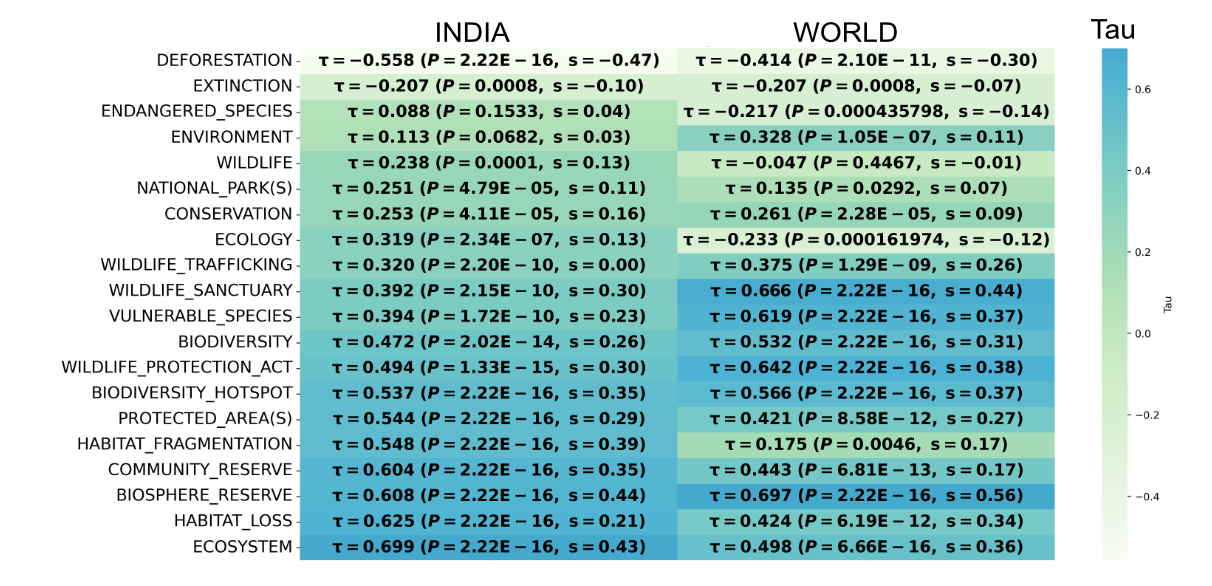 INDIA WORLD Tau
DEFORESTATION τ = −0.558 (P = 2.22E − 16, s = −0.47) τ = −0.414 (P = 2.10E − 11, s = −0.30)
EXTINCTION τ = −0.207 (P = 0.0008, s = −0.10) τ = −0.207 (P = 0.0008, s = −0.07)
ENDANGERED_SPECIES τ = 0.088 (P = 0.1533, s = 0.04) τ = −0.217 (P = 0.000435798, s = −0.14)
ENVIRONMENT τ = 0.113 (P = 0.0682, s = 0.03) τ = 0.328 (P = 1.05E − 07, s = 0.11)
WILDLIFE τ = 0.238 (P = 0.0001, s = 0.13) τ = −0.047 (P = 0.4467, s = −0.01)
NATIONAL_PARK(S) τ = 0.251 (P = 4.79E − 05, s = 0.11) τ = 0.135 (P = 0.0292, s = 0.07)
CONSERVATION τ = 0.253 (P = 4.11E − 05, s = 0.16) τ = 0.261 (P = 2.28E − 05, s = 0.09)
ECOLOGY τ = 0.319 (P = 2.34E − 07, s = 0.13) τ = −0.233 (P = 0.000161974, s = −0.12)
WILDLIFE_TRAFFICKING τ = 0.320 (P = 2.20E − 10, s = 0.00) τ = 0.375 (P = 1.29E − 09, s = 0.26)
WILDLIFE_SANCTUARY τ = 0.392 (P = 2.15E − 10, s = 0.30) τ = 0.666 (P = 2.22E − 16, s = 0.44)
VULNERABLE_SPECIES τ = 0.394 (P = 1.72E − 10, s = 0.23) τ = 0.619 (P = 2.22E − 16, s = 0.37)
BIODIVERSITY τ = 0.472 (P = 2.02E − 14, s = 0.26) τ = 0.532 (P = 2.22E − 16, s = 0.31)
WILDLIFE_PROTECTION_ACT τ = 0.494 (P = 1.33E − 15, s = 0.30) τ = 0.642 (P = 2.22E − 16, s = 0.38)
BIODIVERSITY_HOTSPOT τ = 0.537 (P = 2.22E − 16, s = 0.35) τ = 0.566 (P = 2.22E − 16, s = 0.37)
PROTECTED_AREA(S) τ = 0.544 (P = 2.22E − 16, s = 0.29) τ = 0.421 (P = 8.58E − 12, s = 0.27)
HABITAT_FRAGMENTATION τ = 0.548 (P = 2.22E − 16, s = 0.39) τ = 0.175 (P = 0.0046, s = 0.17)
COMMUNITY_RESERVE τ = 0.604 (P = 2.22E − 16, s = 0.35) τ = 0.443 (P = 6.81E − 13, s = 0.17)
BIOSPHERE_RESERVE τ = 0.608 (P = 2.22E − 16, s = 0.44) τ = 0.697 (P = 2.22E − 16, s = 0.56)
HABITAT_LOSS τ = 0.625 (P = 2.22E − 16, s = 0.21) τ = 0.424 (P = 6.19E − 12, s = 0.34)
ECOSYSTEM τ = 0.699 (P = 2.22E − 16, s = 0.43) τ = 0.498 (P = 6.66E − 16, s = 0.36)
0.6
0.4
0.2
0.0
−0.2
−0.4
Tau